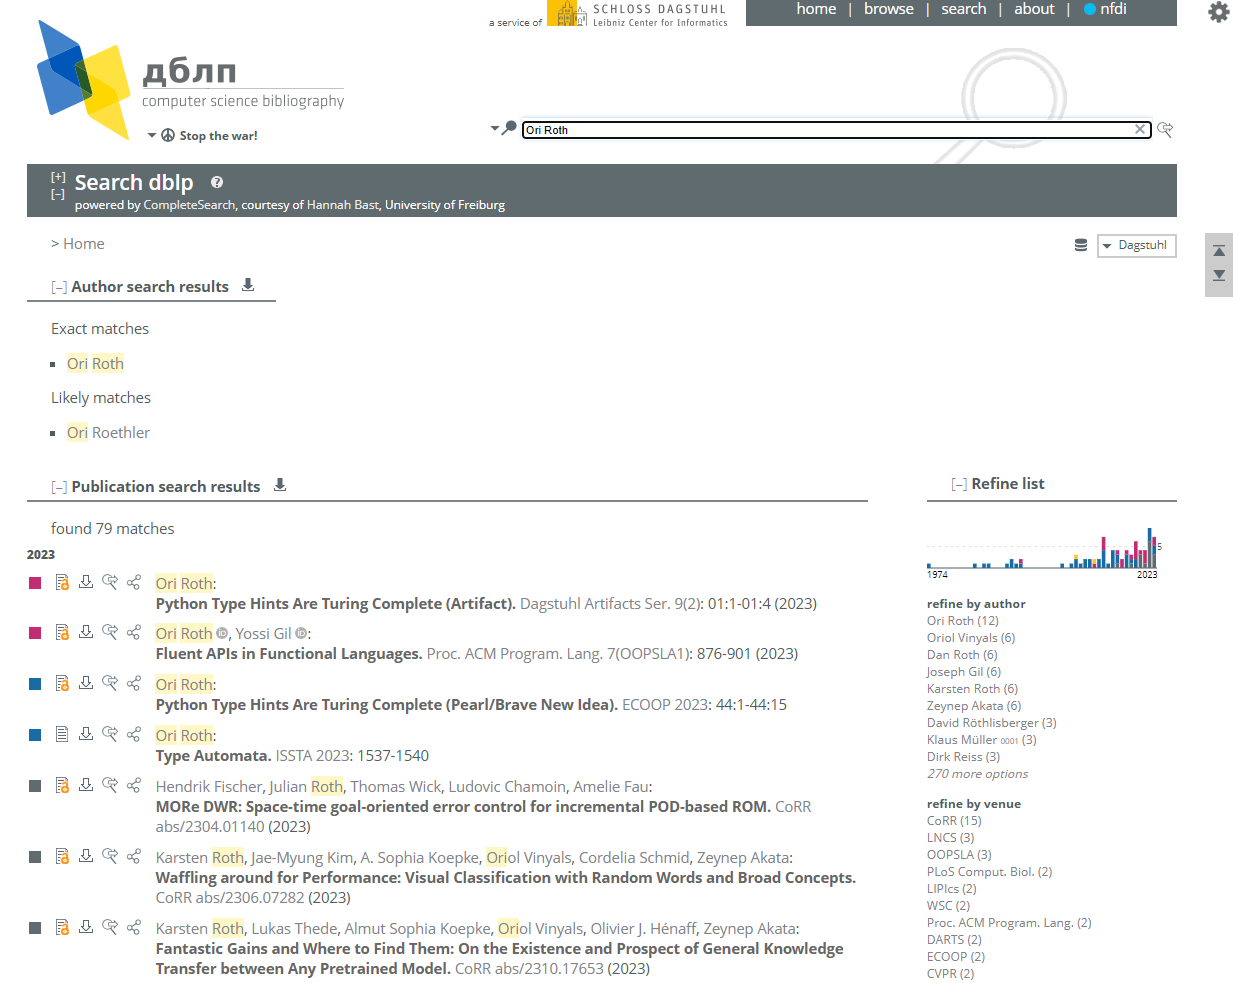 a service of SCHLOSS DAGSTUHL
Leibniz Center for Informatics
home | browse | search | about | nfdi
дблп
computer science bibliography
Stop the war!
Ori Roth
[+]
[−]
Search dblp ?
powered by CompleteSearch, courtesy of Hannah Bast, University of Freiburg
> Home
Dagstuhl
[−] Author search results
Exact matches
Ori Roth
Likely matches
Ori Roethler
[−] Publication search results
found 79 matches
2023
Ori Roth:
Python Type Hints Are Turing Complete (Artifact). Dagstuhl Artifacts Ser. 9(2): 01:1-01:4 (2023)
Ori Roth iD, Yossi Gil iD:
Fluent APIs in Functional Languages. Proc. ACM Program. Lang. 7(OOPSLA1): 876-901 (2023)
Ori Roth:
Python Type Hints Are Turing Complete (Pearl/Brave New Idea). ECOOP 2023: 44:1-44:15
Ori Roth:
Type Automata. ISSTA 2023: 1537-1540
Hendrik Fischer, Julian Roth, Thomas Wick, Ludovic Chamoin, Amelie Fau:
MORe DWR: Space-time goal-oriented error control for incremental POD-based ROM. CoRR
abs/2304.01140 (2023)
Karsten Roth, Jae-Myung Kim, A. Sophia Koepke, Oriol Vinyals, Cordelia Schmid, Zeynep Akata:
Waffling around for Performance: Visual Classification with Random Words and Broad Concepts.
CoRR abs/2306.07282 (2023)
Karsten Roth, Lukas Thede, Almut Sophia Koepke, Oriol Vinyals, Olivier J. Hénaff, Zeynep Akata:
Fantastic Gains and Where to Find Them: On the Existence and Prospect of General Knowledge
Transfer between Any Pretrained Model. CoRR abs/2310.17653 (2023)
[−] Refine list
5
1974 2023
refine by author
Ori Roth (12)
Oriol Vinyals (6)
Dan Roth (6)
Joseph Gil (6)
Karsten Roth (6)
Zeynep Akata (6)
David Röthlisberger (3)
Klaus Müller 0001 (3)
Dirk Reiss (3)
270 more options
refine by venue
CoRR (15)
LNCS (3)
OOPSLA (3)
PLoS Comput. Biol. (2)
LIPIcs (2)
WSC (2)
Proc. ACM Program. Lang. (2)
DARTS (2)
ECOOP (2)
CVPR (2)